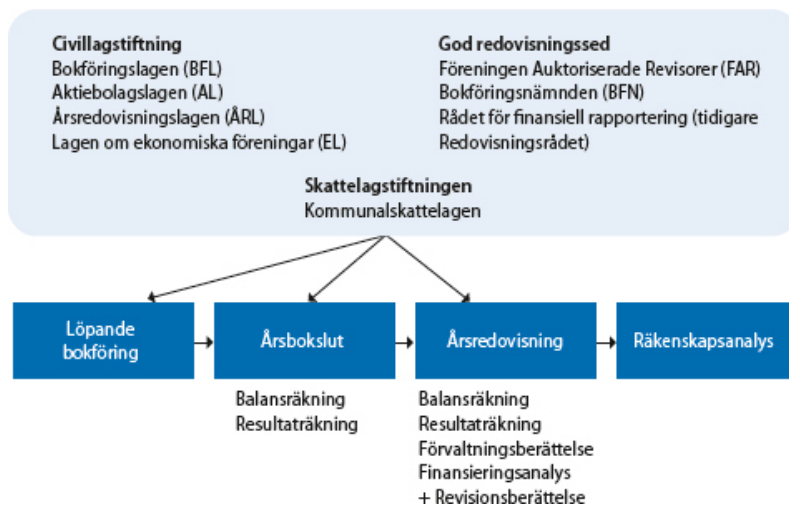 Civillagstiftning
Bokföringslagen (BFL)
Aktiebolagslagen (AL)
Årsredovisningslagen (ÅRL)
Lagen om ekonomiska föreningar (EL)
God redovisningssed
Föreningen Auktoriserade Revisorer (FAR)
Bokföringsnämnden (BFN)
Rådet för finansiell rapportering (tidigare
Redovisningsrådet)
Skattelagstiftningen
Kommunalskattelagen
Löpande
bokföring
Årsbokslut
Årsredovisning
Räkenskapsanalys
Balansräkning
Resultaträkning
Balansräkning
Resultaträkning
Förvaltningsberättelse
Finansieringsanalys
+ Revisionsberättelse